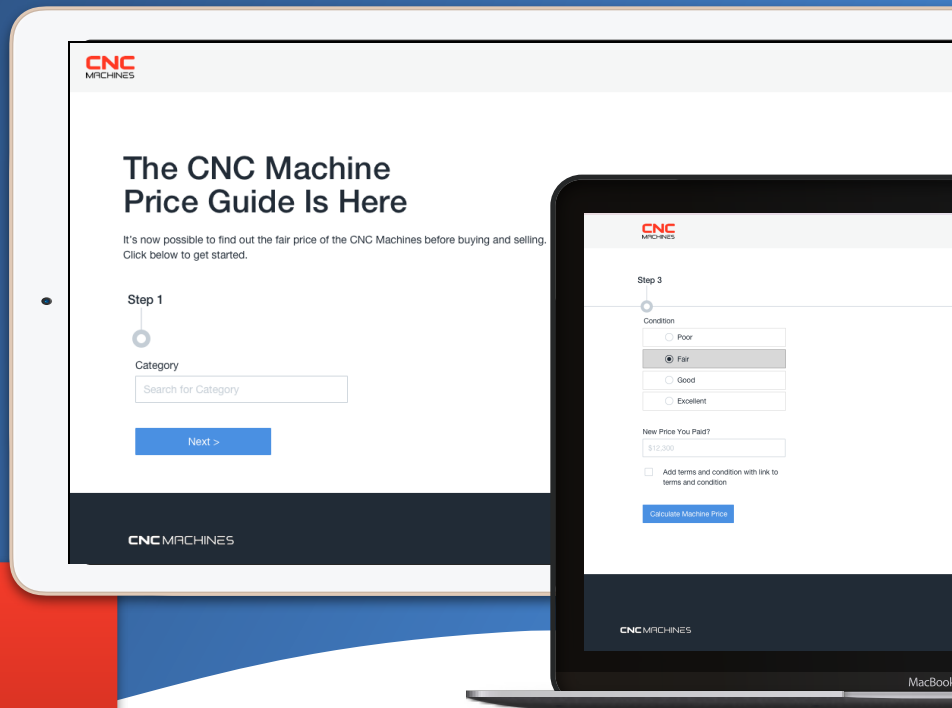 CNC
MACHINES
The CNC Machine
Price Guide Is Here
It's now possible to find out the fair price of the CNC Machines before buying and selling.
Click below to get started.
Step 1
Category
Search for Category
Next >
CNC MACHINES
CNC
MACHINES
Step 3
Condition
Poor
Fair
Good
Excellent
New Price You Paid?
$12,300
Add terms and condition with link to
terms and condition
Calculate Machine Price
CNC MACHINES
MacBook